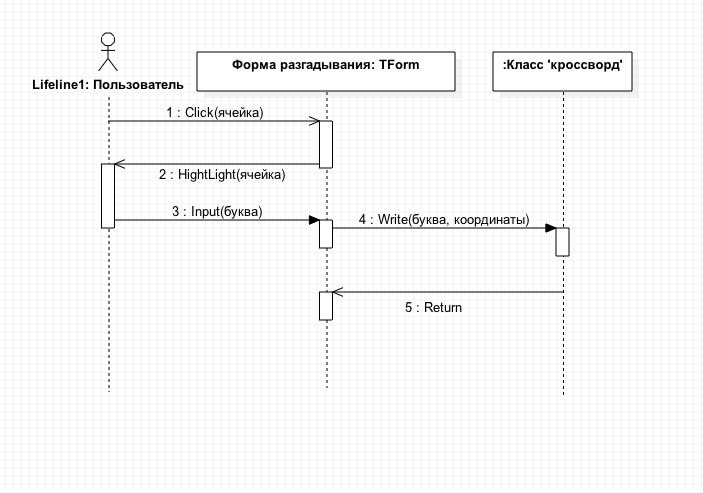 Lifeline1: Пользователь
Форма разгадывания: TForm
:Класс 'кроссворд'
1 : Click(ячейка)
2 : HightLight(ячейка)
3 : Input(буква)
4 : Write(буква, координаты)
5 : Return